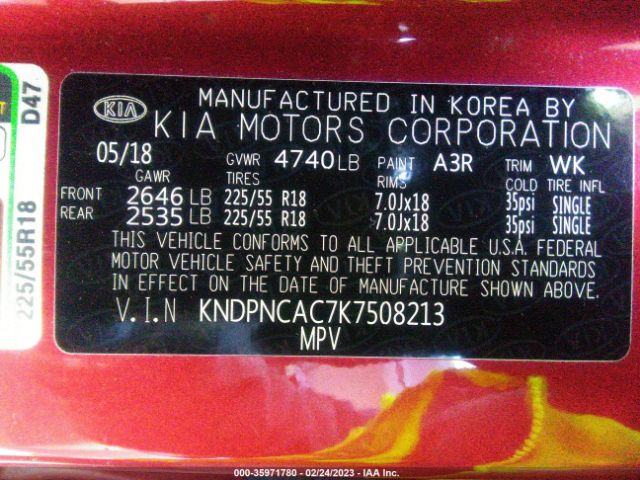 KIA
MANUFACTURED IN KOREA BY
KIA MOTORS CORPORATION
05/18 GVWR 4740 LB PAINT A3R TRIM WK
GAWR TIRES RIMS COLD TIRE INFL
FRONT 2646 LB 225/55 R18 7.0Jx18 35psi SINGLE
REAR 2535 LB 225/55 R18 7.0Jx18 35psi SINGLE
THIS VEHICLE CONFORMS TO ALL APPLICABLE U.S.A. FEDERAL
MOTOR VEHICLE SAFETY AND THEFT PREVENTION STANDARDS
IN EFFECT ON THE DATE OF MANUFACTURE SHOWN ABOVE.
V.I.N KNDPNCAC7K7508213
MPV
D47
225/55R18
000-35971780 - 02/24/2023 - IAA Inc.